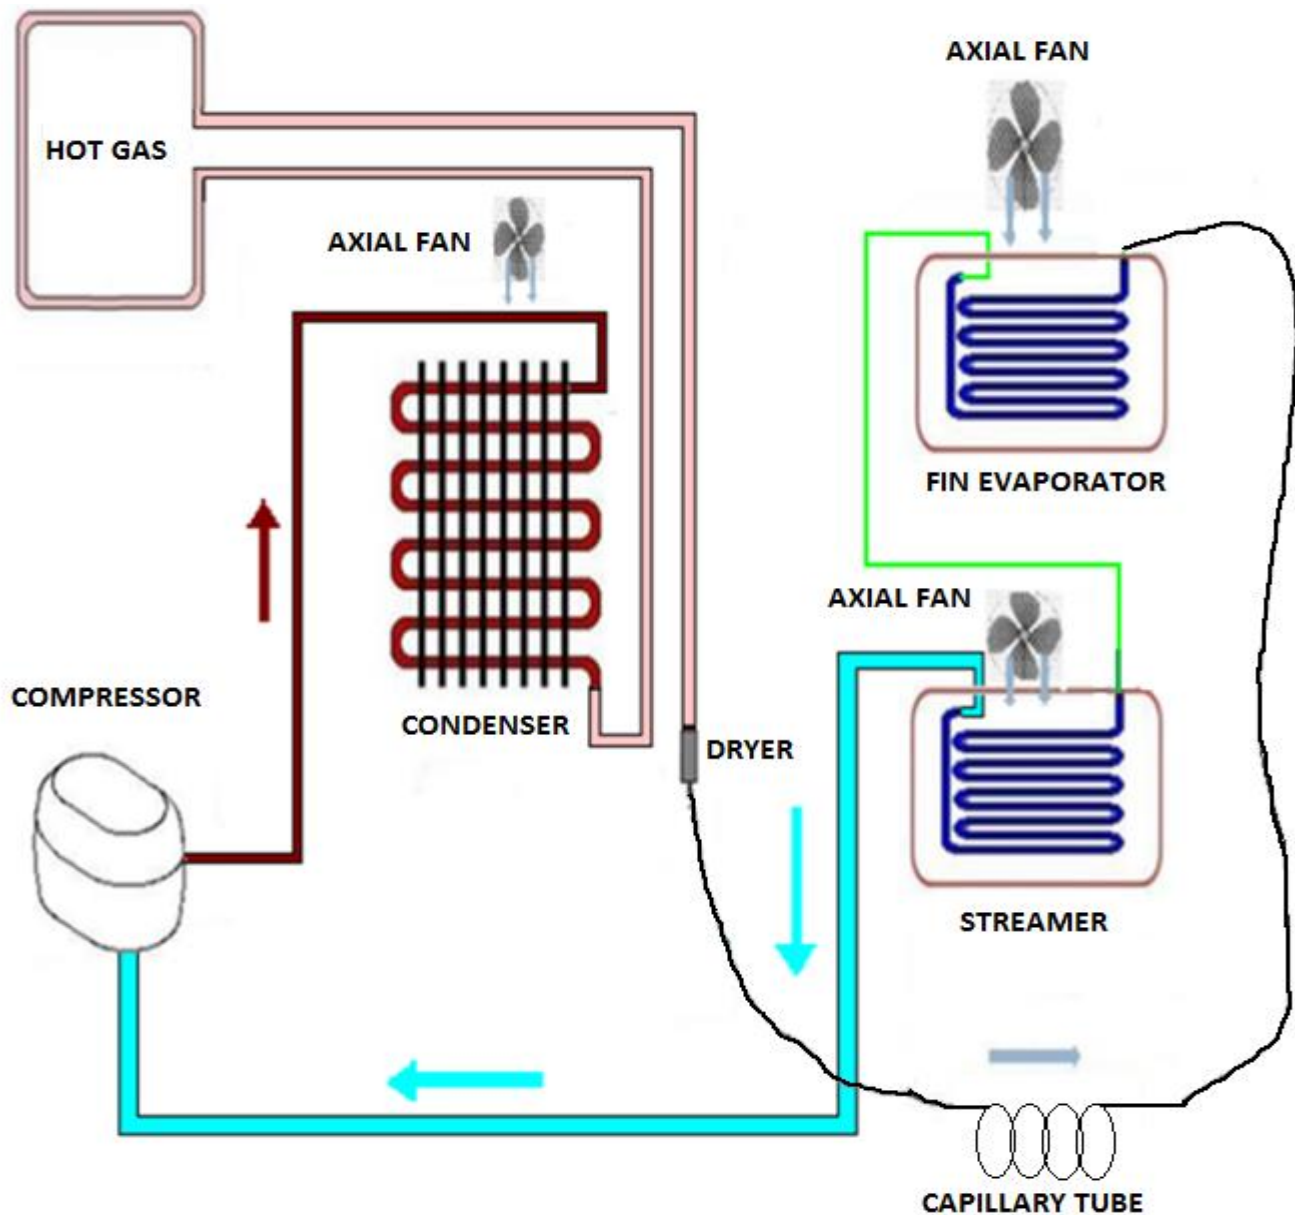 AXIAL FAN
HOT GAS
AXIAL FAN
FIN EVAPORATOR
AXIAL FAN
COMPRESSOR
CONDENSER
DRYER
STREAMER
CAPILLARY TUBE